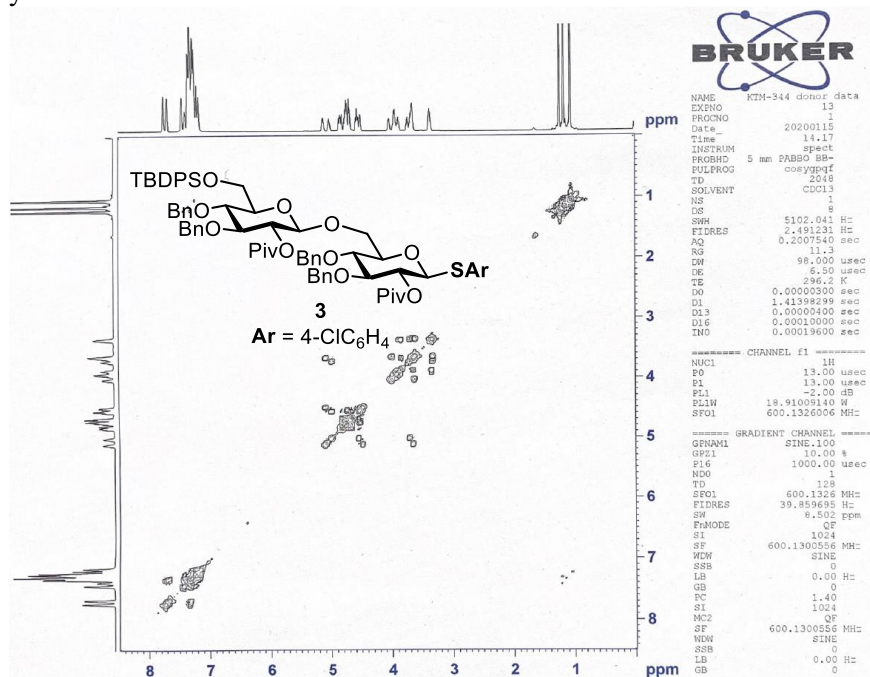 BRUKER
NAME KTM-344 donor data
EXPNO 13
PROCNO 1
Date_ 20200115
Time 14.17
INSTRUM spect
PROBHD 5 mm PABBO BB-
PULPROG cosygpqf
TD 2048
SOLVENT CDCl3
NS 1
DS 8
SWH 5102.041 Hz
FIDRES 2.491231 Hz
AQ 0.2007540 sec
RG 11.3
DW 98.000 usec
DE 6.50 usec
TE 296.2 K
D0 0.00000300 sec
D1 1.41398299 sec
D13 0.00000400 sec
D16 0.00010000 sec
IN0 0.00019600 sec
======== CHANNEL f1 ========
NUC1 1H
P0 13.00 usec
P1 13.00 usec
PL1 -2.00 dB
PL1W 18.91009140 W
SFO1 600.1326006 MHz
====== GRADIENT CHANNEL =====
GPNAM1 SINE.100
GPZ1 10.00 %
P16 1000.00 usec
ND0 1
TD 128
SFO1 600.1326 MHz
FIDRES 39.859695 Hz
SW 8.502 ppm
FnMODE QF
SI 1024
SF 600.1300556 MHz
WDW SINE
SSB 0
LB 0.00 Hz
GB 0
PC 1.40
SI 1024
MC2 QF
SF 600.1300556 MHz
WDW SINE
SSB 0
LB 0.00 Hz
GB 0
ppm
1
2
3
4
5
6
7
8
TBDPSO
O
BnO
BnO
O
PivO
BnO
O
BnO
SAr
PivO
3
Ar = 4-ClC6H4
8 7 6 5 4 3 2 1 ppm